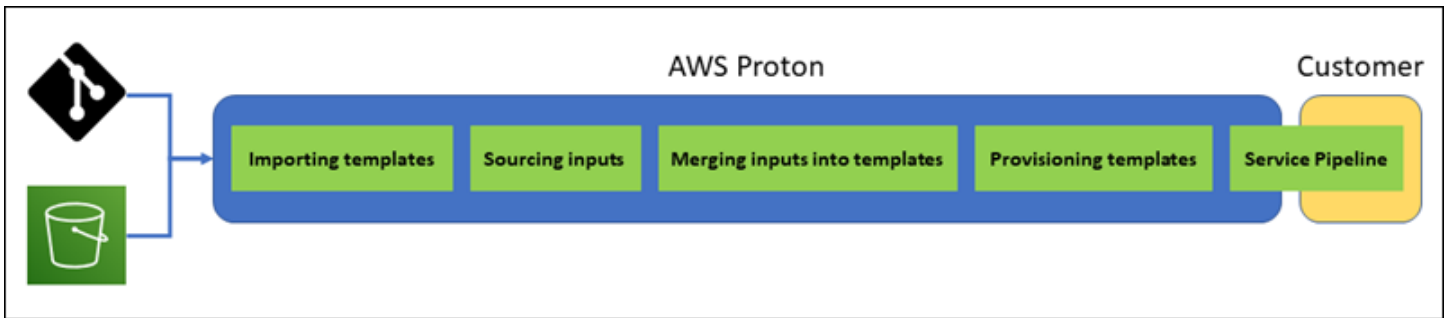 AWS Proton
Customer
Importing templates
Sourcing inputs
Merging inputs into templates
Provisioning templates
Service Pipeline